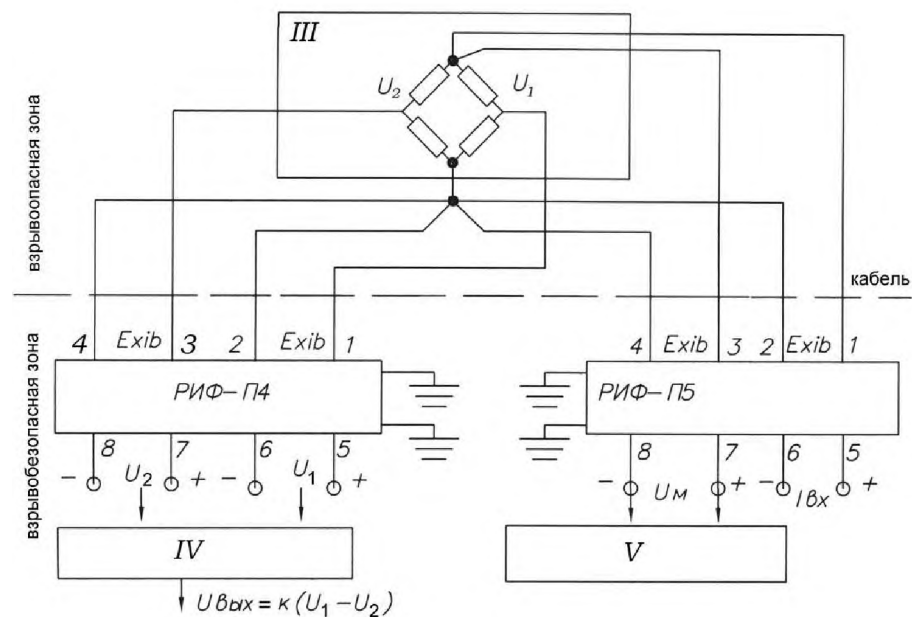 III
U2 U1
взрывоопасная зона
кабель
4 Exib 3 2 Exib 1
4 Exib 3 2 Exib 1
РИФ-П4
РИФ-П5
взрывобезопасная зона
8 7 6 5
8 7 6 5
- U2 + - U1 +
- Uм + - Iвх +
IV
V
Uвых = к (U1 - U2)